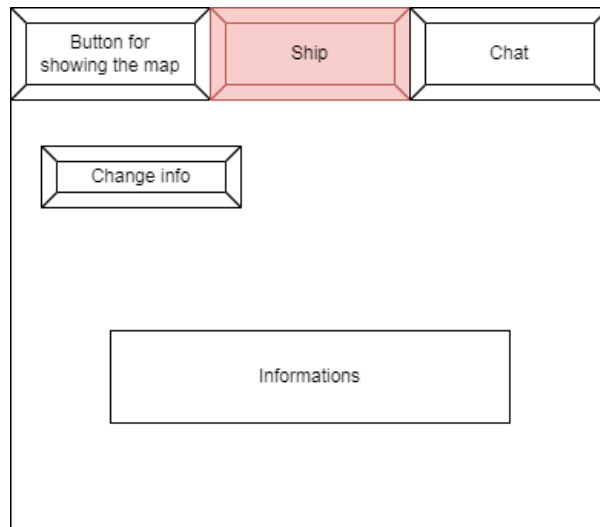 Button for
showing the map
Ship
Chat
Change info
Informations